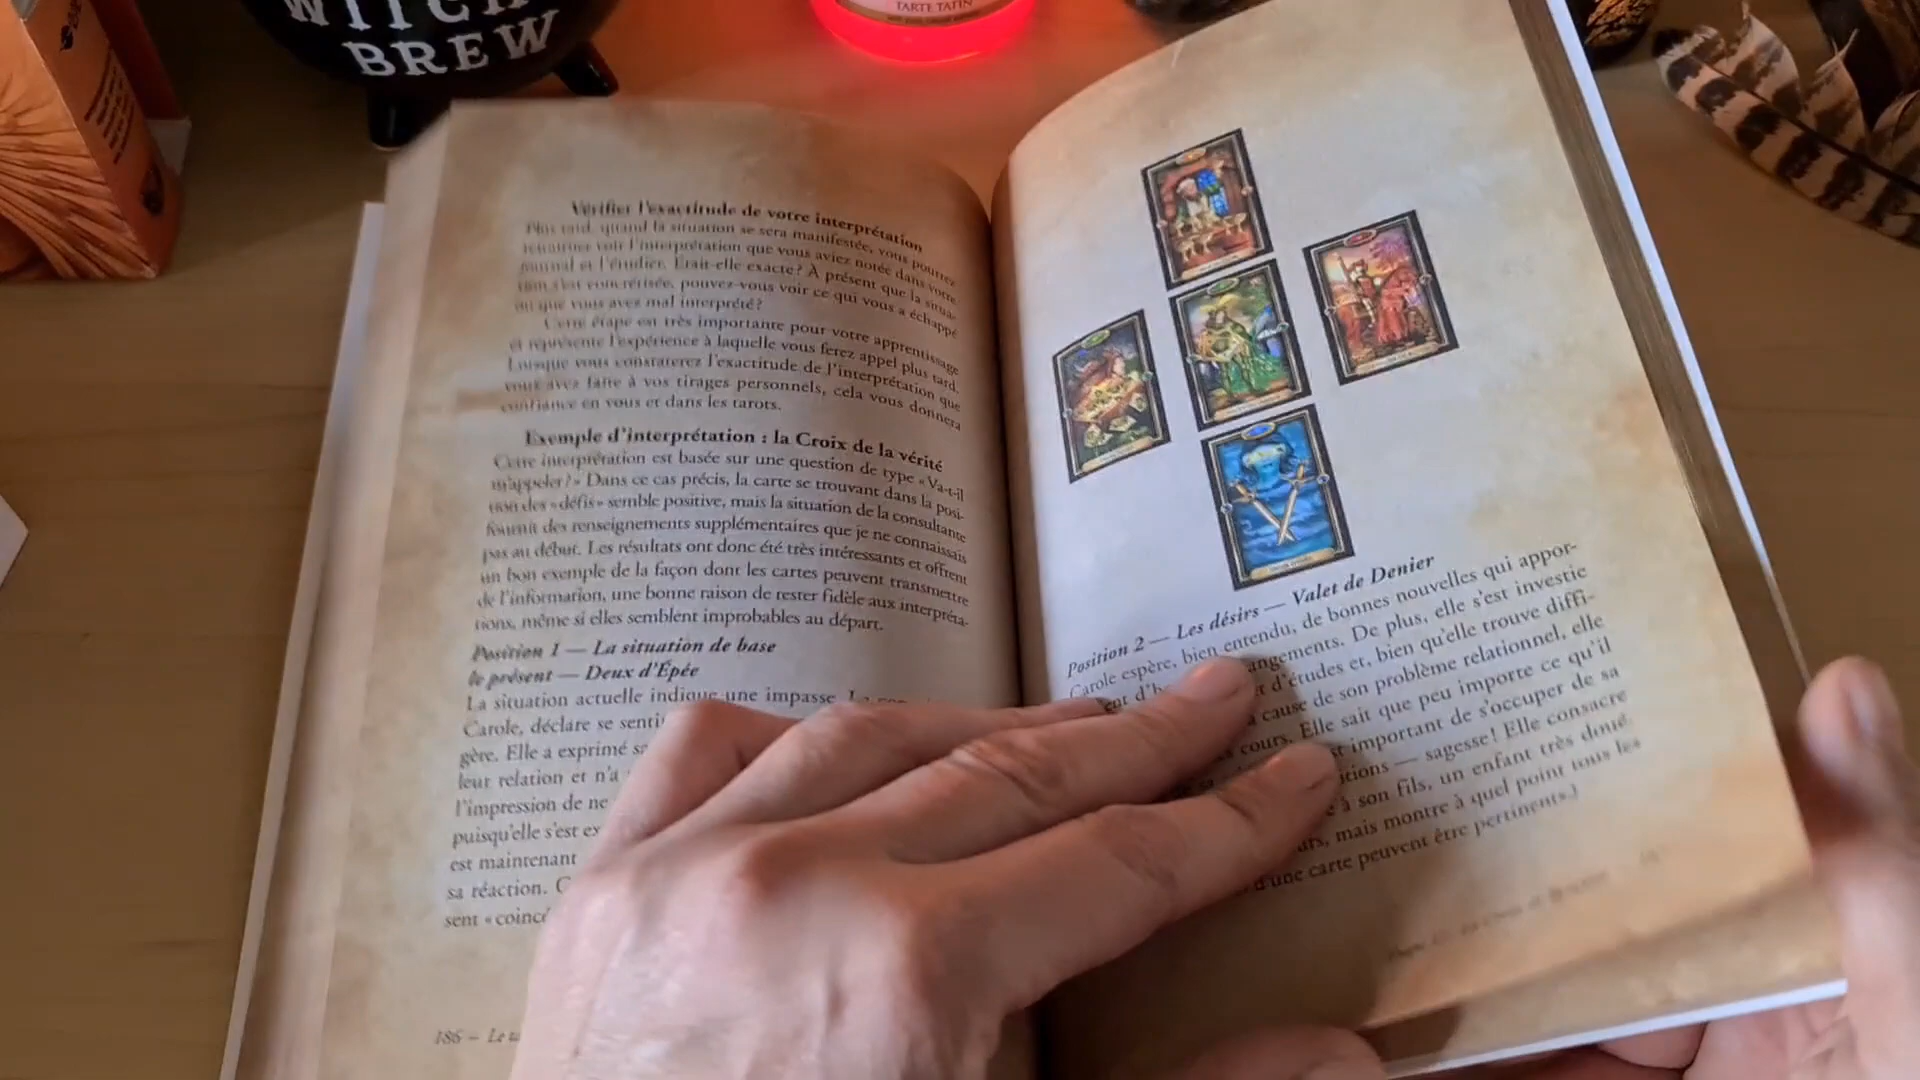 WITCH
BREW
TARTE TATIN
Vérifier l'exactitude de votre interprétation
Plus tard, quand la situation se sera manifestée, vous pourrez
voir l'interprétation que vous aviez notée dans votre
journal et l'étudier. Était-elle exacte? À présent que la situa-
tion s'est concrétisée, pouvez-vous voir ce qui vous a échappé
ou que vous avez mal interprété?
Cette étape est très importante pour votre apprentissage
et représente l'expérience à laquelle vous ferez appel plus tard.
Lorsque vous constaterez l'exactitude de l'interprétation que
vous avez faite à vos tirages personnels, cela vous donnera
confiance en vous et dans les tarots.
Exemple d'interprétation : la Croix de la vérité
Cette interprétation est basée sur une question de type «Va-t-il
m'appeler?» Dans ce cas précis, la carte se trouvant dans la posi-
tion des «défis» semble positive, mais la situation de la consultante
fournit des renseignements supplémentaires que je ne connaissais
pas au début. Les résultats ont donc été très intéressants et offrent
un bon exemple de la façon dont les cartes peuvent transmettre
de l'information, une bonne raison de rester fidèle aux interpréta-
tions, même si elles semblent improbables au départ.
Position 1 — La situation de base
le présent — Deux d'Épée
La situation actuelle indique une impasse. La
Carole, déclare se senti
gère. Elle a exprimé
leur relation et n'a
l'impression de ne
puisqu'elle s'est ex
est maintenant
sa réaction. C
sent «coincé
186 — Le
Position 2 — Les désirs — Valet de Denier
Carole espère, bien entendu, de bonnes nouvelles qui appor-
ent d'h angements. De plus, elle s'est investie
et d'études et, bien qu'elle trouve diffi-
cause de son problème relationnel, elle
cours. Elle sait que peu importe ce qu'il
st important de s'occuper de sa
itions — sagesse! Elle consacre
à son fils, un enfant très doué.
urs, mais montre à quel point tous les
d'une carte peuvent être pertinents.)